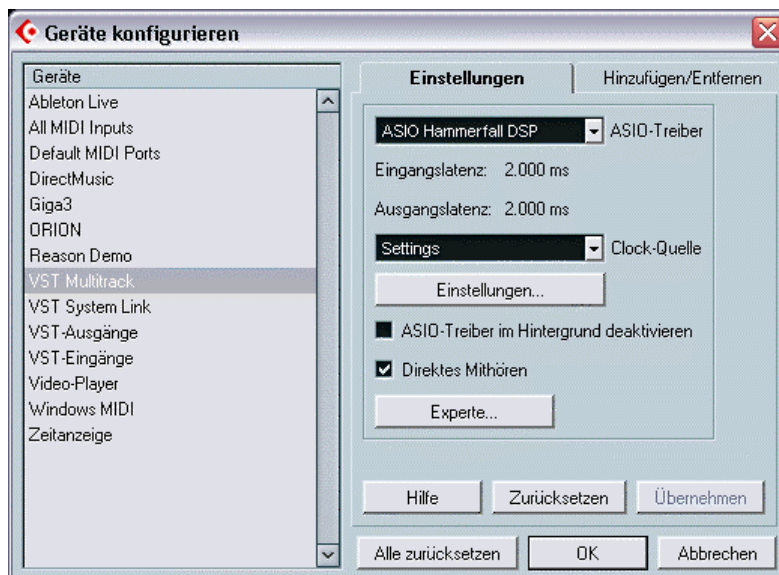 Geräte konfigurieren
Geräte
Ableton Live
All MIDI Inputs
Default MIDI Ports
DirectMusic
Giga3
ORION
Reason Demo
VST Multitrack
VST System Link
VST-Ausgänge
VST-Eingänge
Video-Player
Windows MIDI
Zeitanzeige
Einstellungen
Hinzufügen/Entfernen
ASIO Hammerfall DSP ASIO-Treiber
Eingangslatenz: 2.000 ms
Ausgangslatenz: 2.000 ms
Settings Clock-Quelle
Einstellungen...
ASIO-Treiber im Hintergrund deaktivieren
Direktes Mithören
Experte...
Hilfe
Zurücksetzen
Übernehmen
Alle zurücksetzen
OK
Abbrechen